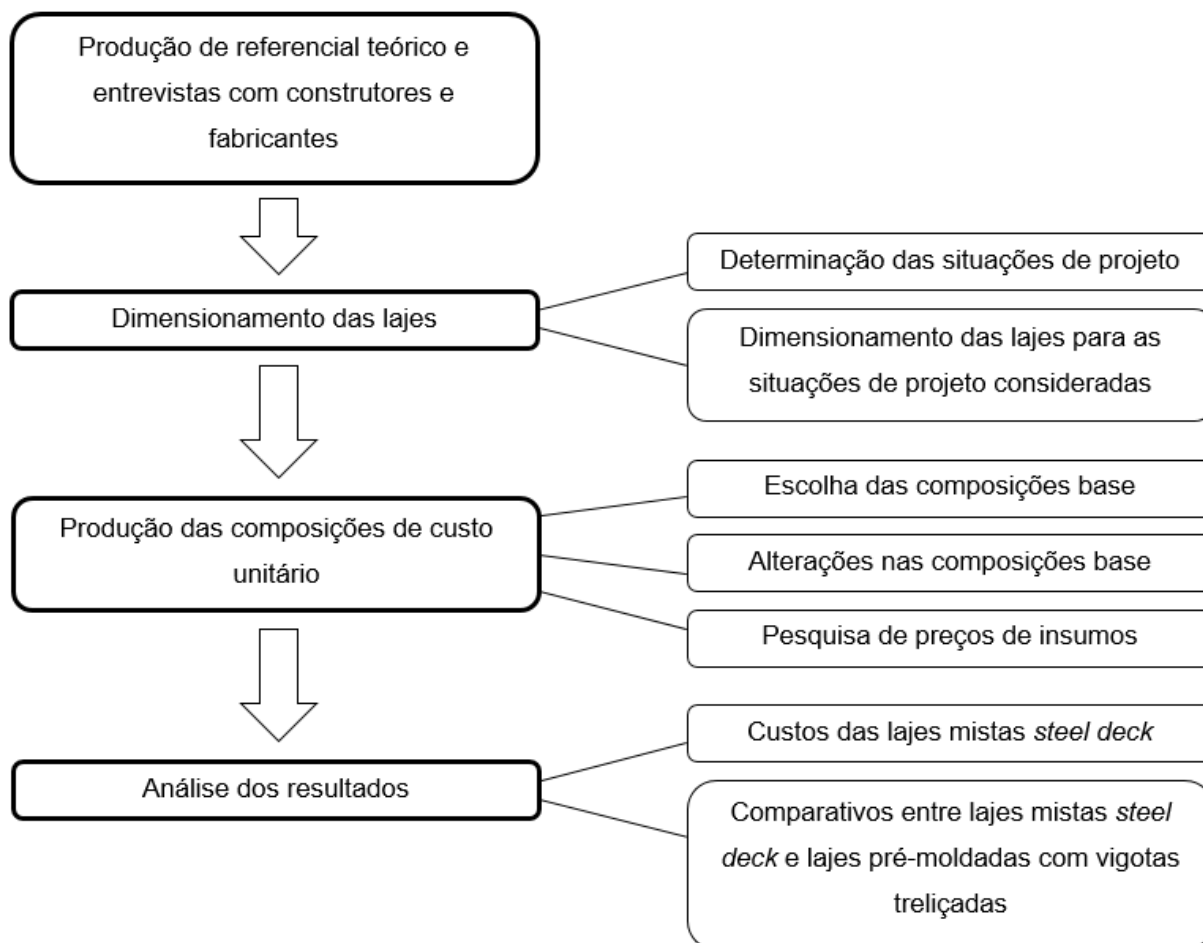 Produção de referencial teórico e
entrevistas com construtores e
fabricantes
Dimensionamento das lajes
Determinação das situações de projeto
Dimensionamento das lajes para as
situações de projeto consideradas
Produção das composições de custo
unitário
Escolha das composições base
Alterações nas composições base
Pesquisa de preços de insumos
Análise dos resultados
Custos das lajes mistas steel deck
Comparativos entre lajes mistas steel
deck e lajes pré-moldadas com vigotas
treliçadas